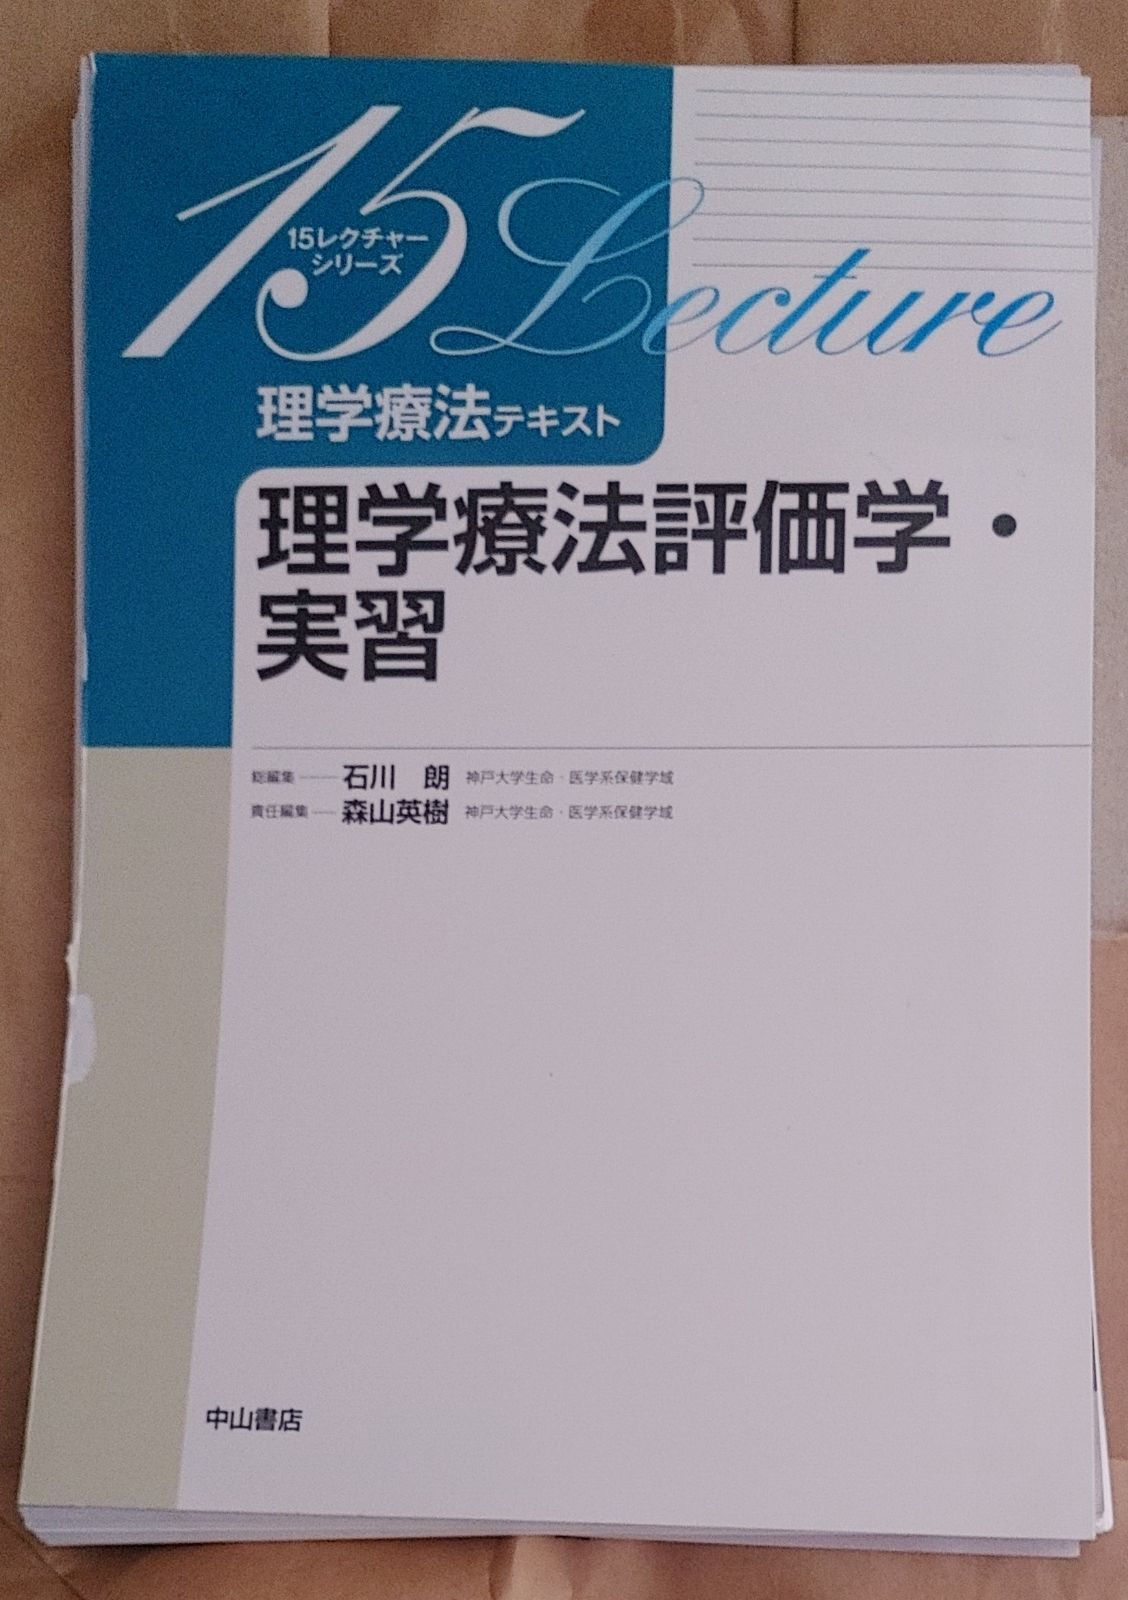 15 Lecture
15レクチャー
シリーズ
理学療法テキスト
理学療法評価学・
実習
総編集 石川 朗 神戸大学生命・医学系保健学域
責任編集 森山英樹 神戸大学生命・医学系保健学域
中山書店